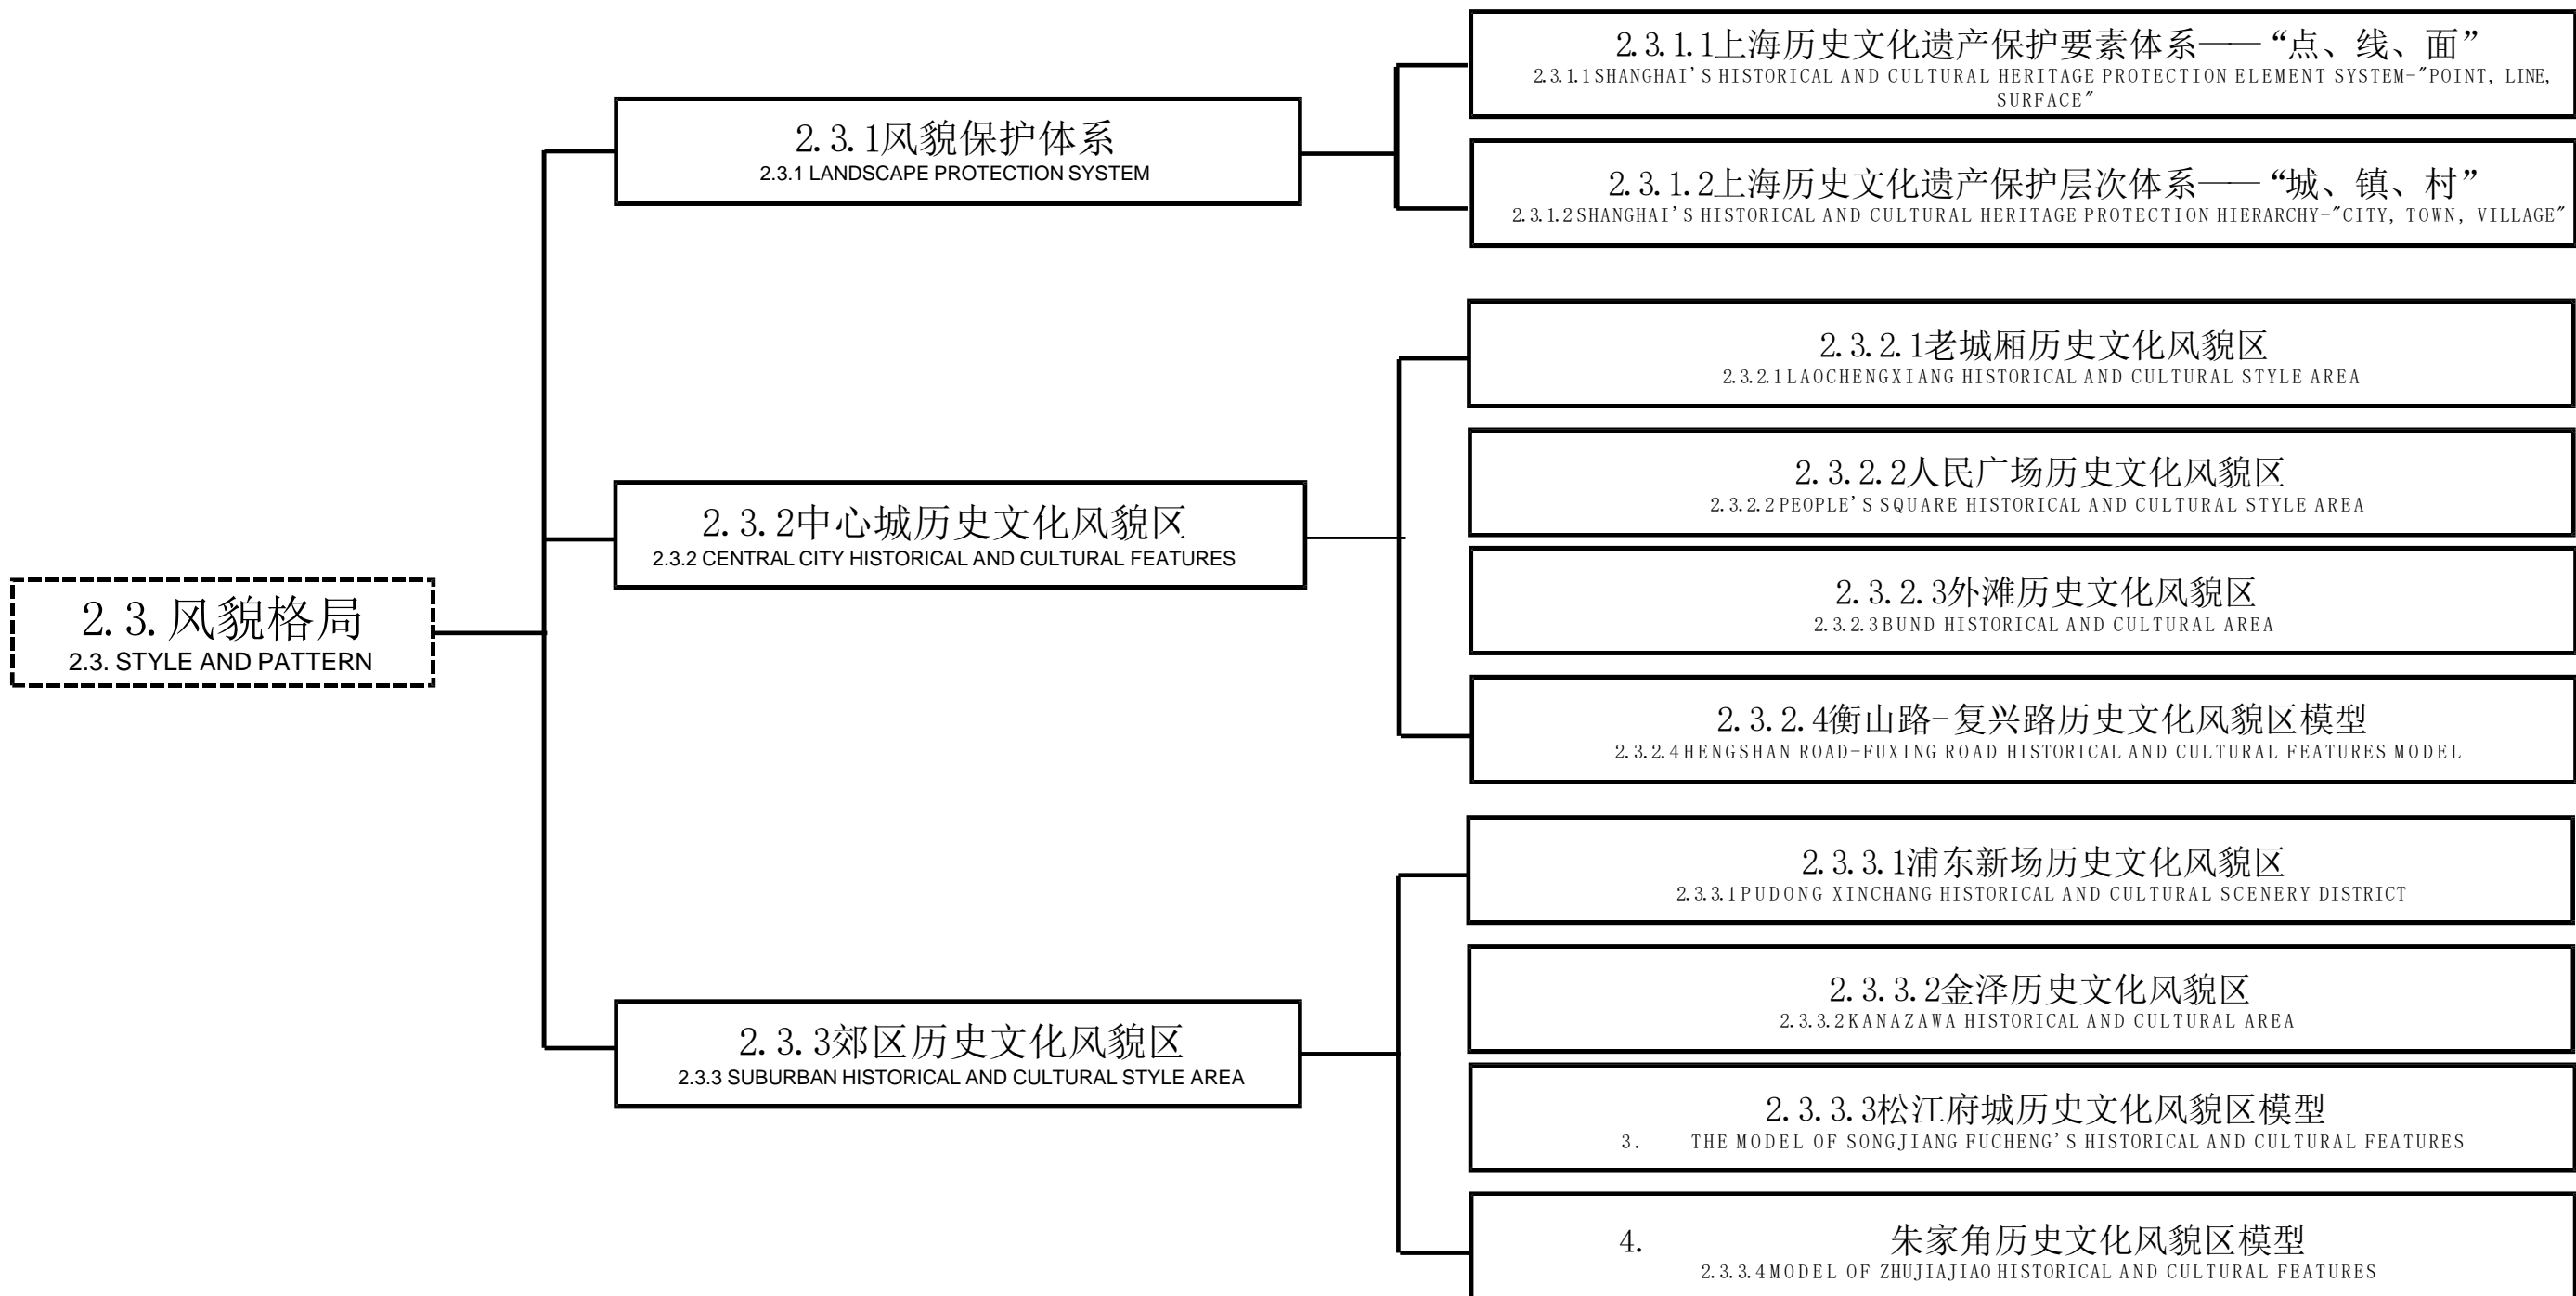 2.3.风貌格局
2.3. STYLE AND PATTERN
2.3.1风貌保护体系
2.3.1 LANDSCAPE PROTECTION SYSTEM
2.3.1.1上海历史文化遗产保护要素体系——“点、线、面”
2.3.1.1 SHANGHAI'S HISTORICAL AND CULTURAL HERITAGE PROTECTION ELEMENT SYSTEM-"POINT, LINE,
SURFACE"
2.3.1.2上海历史文化遗产保护层次体系——“城、镇、村”
2.3.1.2 SHANGHAI'S HISTORICAL AND CULTURAL HERITAGE PROTECTION HIERARCHY-"CITY, TOWN, VILLAGE"
2.3.2中心城历史文化风貌区
2.3.2 CENTRAL CITY HISTORICAL AND CULTURAL FEATURES
2.3.2.1老城厢历史文化风貌区
2.3.2.1 LAOCHENGXIANG HISTORICAL AND CULTURAL STYLE AREA
2.3.2.2人民广场历史文化风貌区
2.3.2.2 PEOPLE'S SQUARE HISTORICAL AND CULTURAL STYLE AREA
2.3.2.3外滩历史文化风貌区
2.3.2.3 BUND HISTORICAL AND CULTURAL AREA
2.3.2.4衡山路-复兴路历史文化风貌区模型
2.3.2.4 HENGSHAN ROAD-FUXING ROAD HISTORICAL AND CULTURAL FEATURES MODEL
2.3.3郊区历史文化风貌区
2.3.3 SUBURBAN HISTORICAL AND CULTURAL STYLE AREA
2.3.3.1浦东新场历史文化风貌区
2.3.3.1 PUDONG XINCHANG HISTORICAL AND CULTURAL SCENERY DISTRICT
2.3.3.2金泽历史文化风貌区
2.3.3.2 KANAZAWA HISTORICAL AND CULTURAL AREA
2.3.3.3松江府城历史文化风貌区模型
3. THE MODEL OF SONGJIANG FUCHENG'S HISTORICAL AND CULTURAL FEATURES
4. 朱家角历史文化风貌区模型
2.3.3.4 MODEL OF ZHUJIAJIAO HISTORICAL AND CULTURAL FEATURES